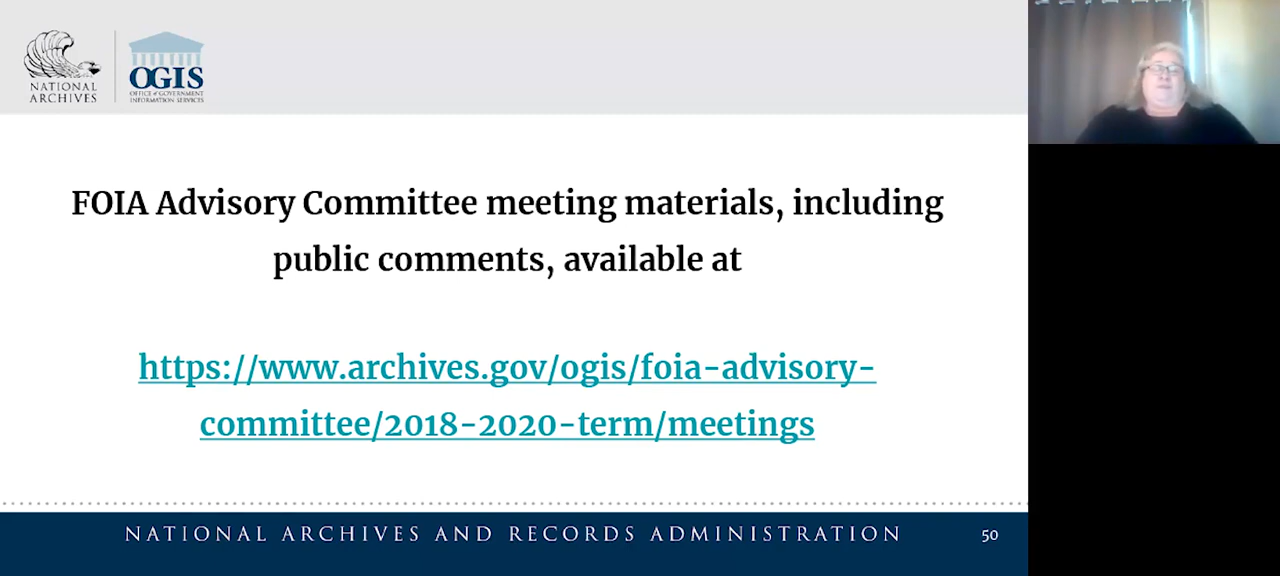 NATIONAL
ARCHIVES
OGIS
OFFICE of GOVERNMENT
INFORMATION SERVICES
FOIA Advisory Committee meeting materials, including
public comments, available at
https://www.archives.gov/ogis/foia-advisory-
committee/2018-2020-term/meetings
NATIONAL ARCHIVES AND RECORDS ADMINISTRATION
50